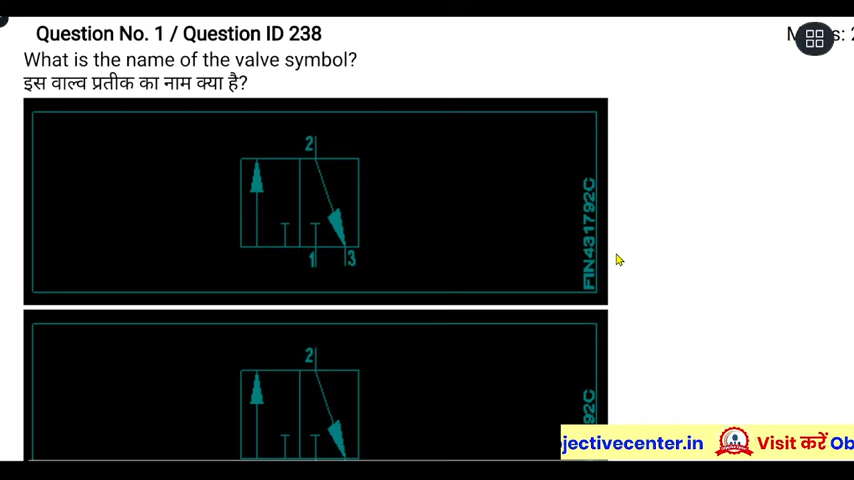 Question No. 1 / Question ID 238
What is the name of the valve symbol?
इस वाल्व प्रतीक का नाम क्या है?
2
1
3
FIN431792C
2
92C
jectivecenter.in
Visit करें Ob